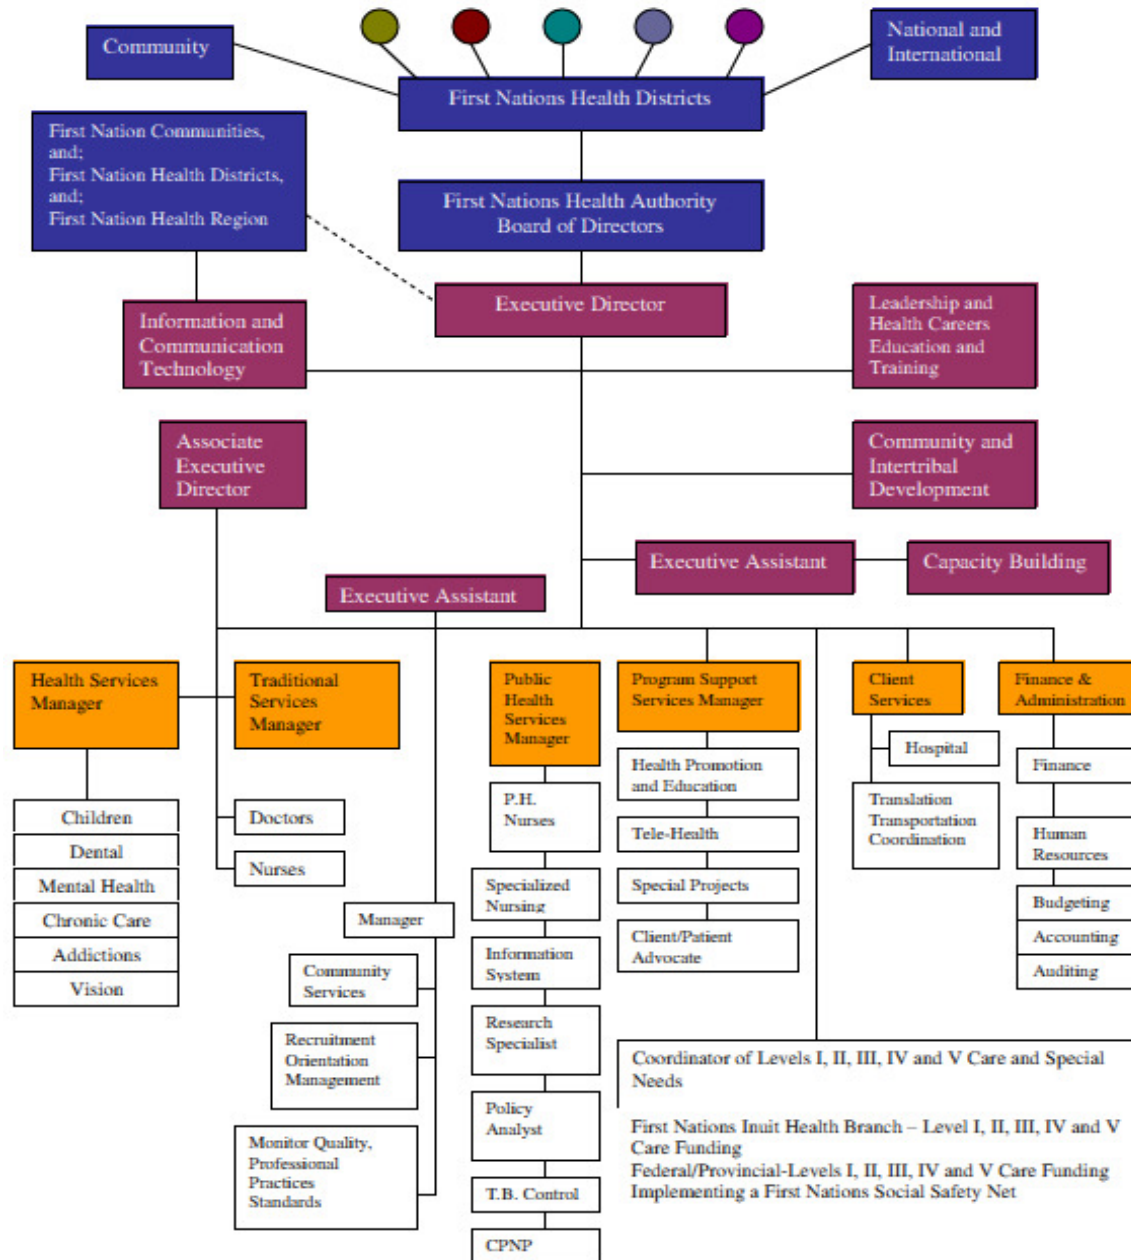 Community
National and
International
First Nations Health Districts
First Nation Communities,
and;
First Nation Health Districts,
and;
First Nation Health Region
First Nations Health Authority
Board of Directors
Executive Director
Information and
Communication
Technology
Leadership and
Health Careers
Education and
Training
Associate
Executive
Director
Community and
Intertribal
Development
Executive Assistant
Capacity Building
Executive Assistant
Health Services
Manager
Traditional
Services
Manager
Public
Health
Services
Manager
Program Support
Services Manager
Client
Services
Finance &
Administration
Children
Dental
Mental Health
Chronic Care
Addictions
Vision
Doctors
Nurses
Manager
Community
Services
Recruitment
Orientation
Management
Monitor Quality,
Professional
Practices
Standards
P.H.
Nurses
Specialized
Nursing
Information
System
Research
Specialist
Policy
Analyst
T.B. Control
CPNP
Health Promotion
and Education
Tele-Health
Special Projects
Client/Patient
Advocate
Hospital
Translation
Transportation
Coordination
Finance
Human
Resources
Budgeting
Accounting
Auditing
Coordinator of Levels I, II, III, IV and V Care and Special
Needs
First Nations Inuit Health Branch – Level I, II, III, IV and V
Care Funding
Federal/Provincial-Levels I, II, III, IV and V Care Funding
Implementing a First Nations Social Safety Net